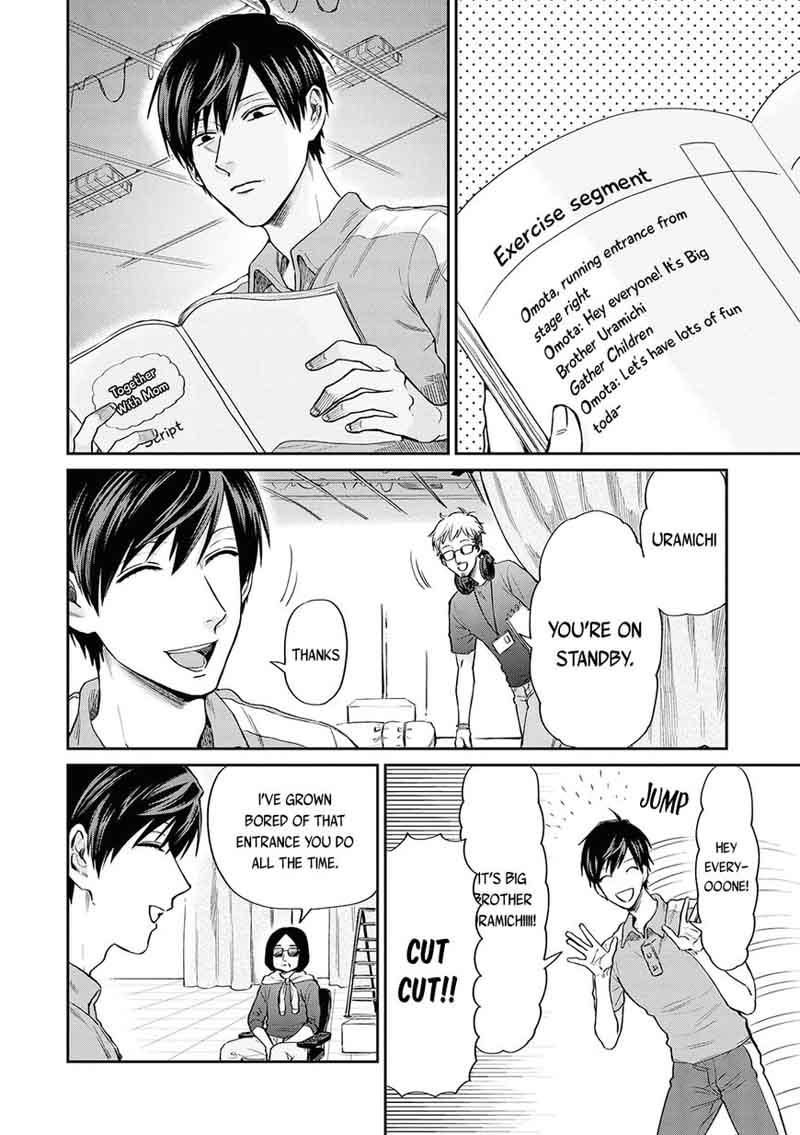 Exercise segment
Omota, running entrance from
stage right
Omota: Hey everyone! It's Big
Brother Uramichi
Gather Children
Omota: Let's have lots of fun
toda-
Together
With Mom
Script
URAMICHI
YOU'RE ON
STANDBY.
THANKS
JUMP
HEY
EVERY-
OOONE!
IT'S BIG
BROTHER
RAMICHIIII!
CUT
CUT!!
I'VE GROWN
BORED OF THAT
ENTRANCE YOU DO
ALL THE TIME.